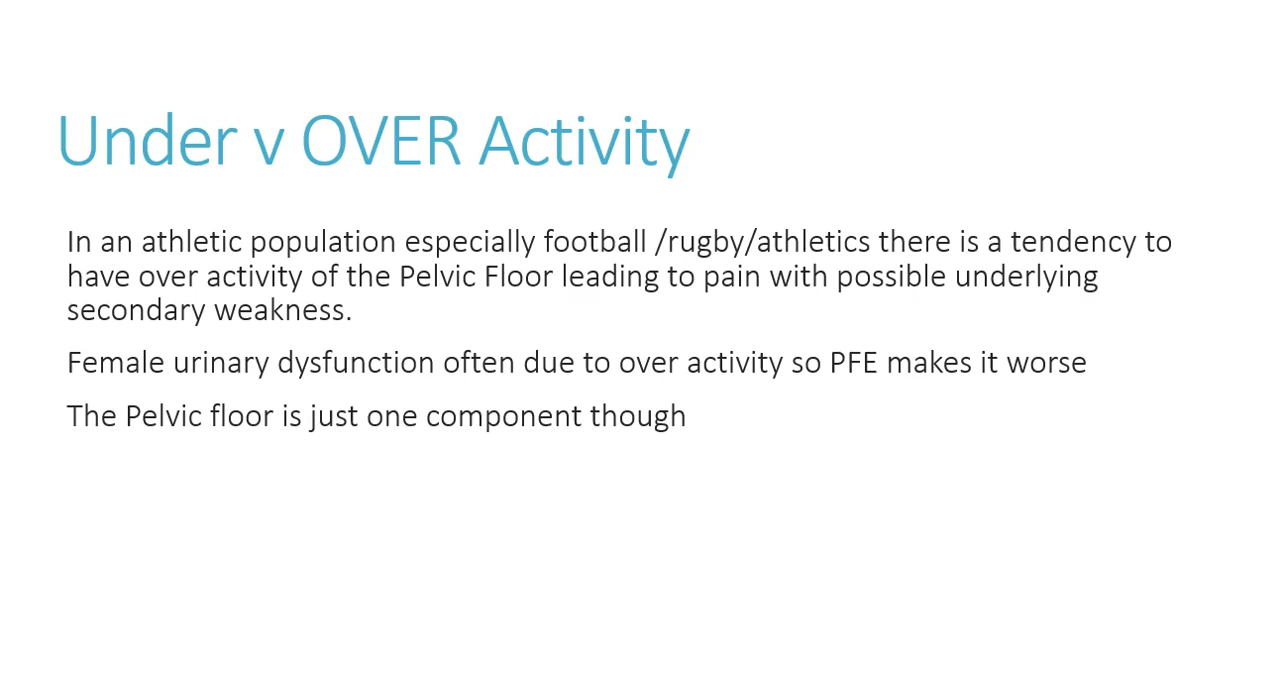 Under v OVER Activity
In an athletic population especially football /rugby/athletics there is a tendency to
have over activity of the Pelvic Floor leading to pain with possible underlying
secondary weakness.
Female urinary dysfunction often due to over activity so PFE makes it worse
The Pelvic floor is just one component though